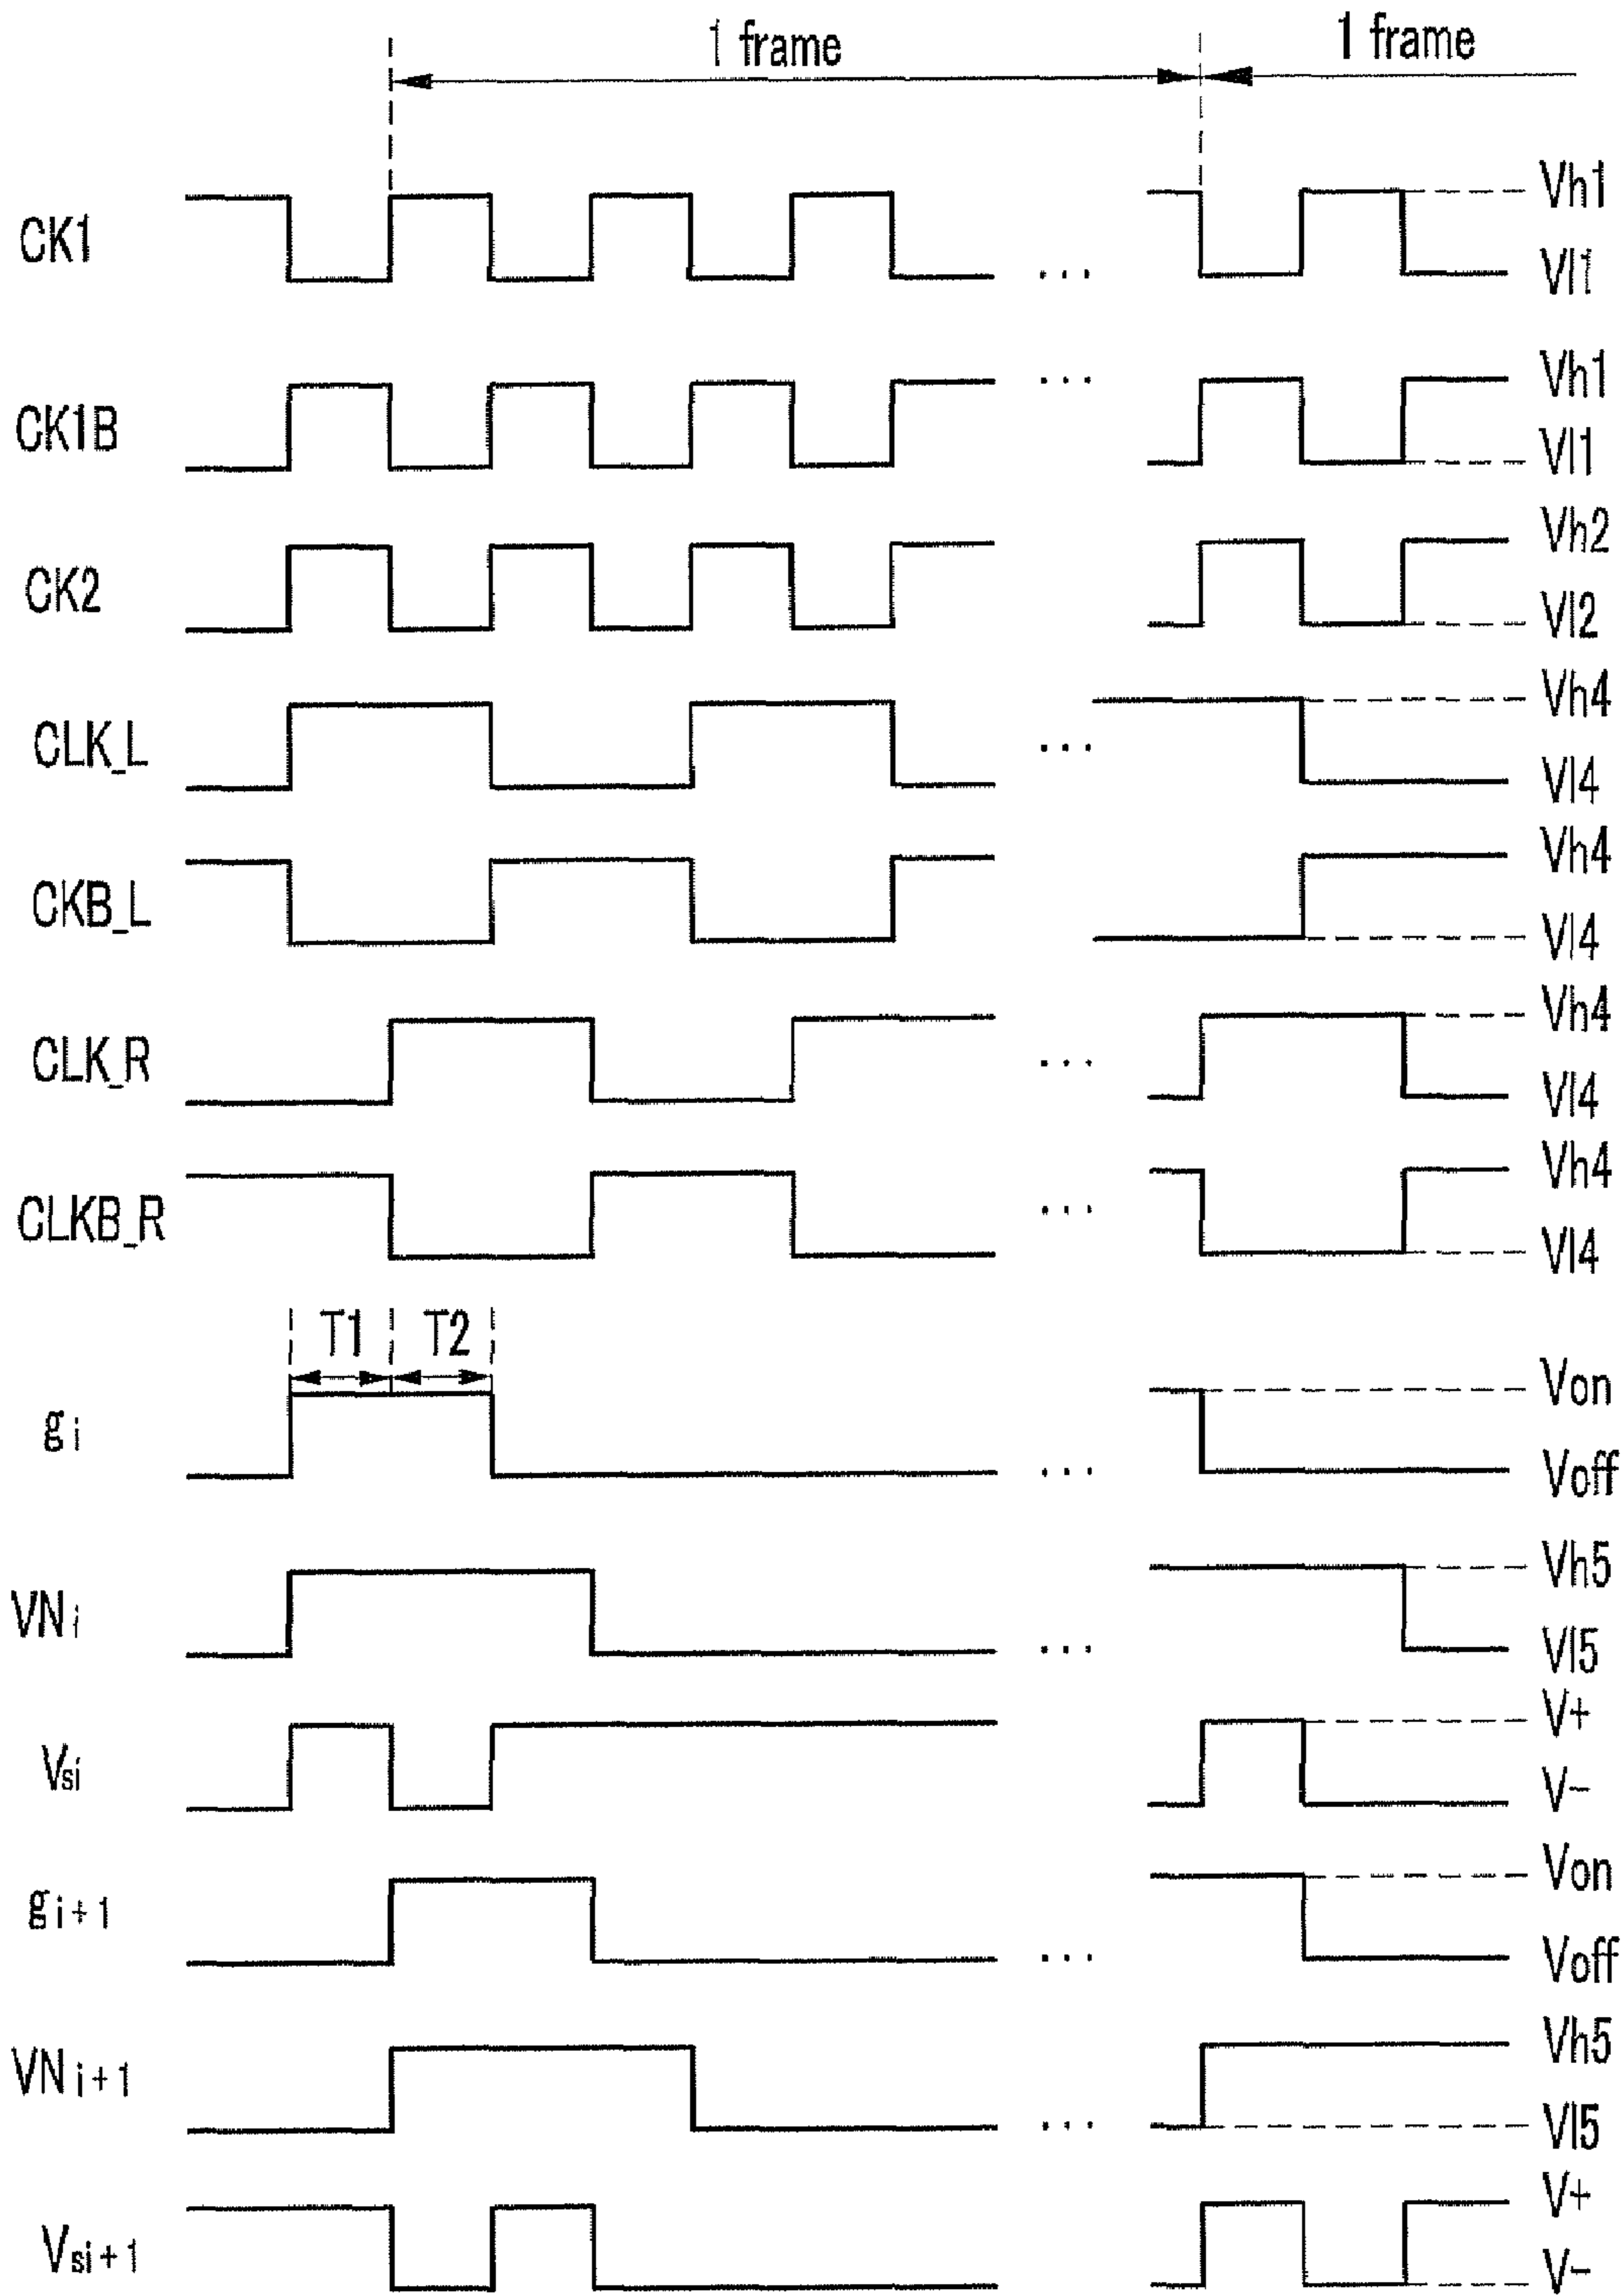 1 frame 1 frame
CK1 Vh1
Vl1
CK1B Vh1
Vl1
CK2 Vh2
Vl2
CLK_L Vh4
Vl4
CKB_L Vh4
Vl4
CLK_R Vh4
Vl4
CLKB_R Vh4
Vl4
T1 T2
gi Von
Voff
VNi Vh5
Vl5
Vsi V+
V-
gi+1 Von
Voff
VNi+1 Vh5
Vl5
Vsi+1 V+
V-